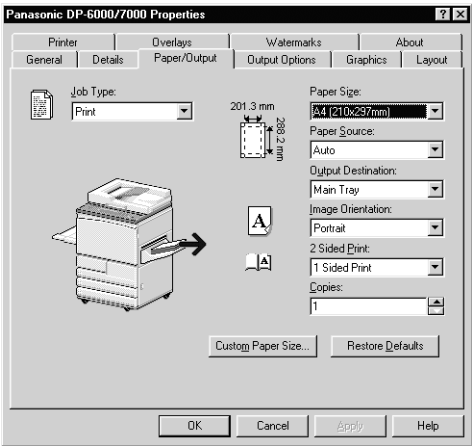 Panasonic DP-6000/7000 Properties
Printer Overlays Watermarks About
General Details Paper/Output Output Options Graphics Layout
Job Type:
Print
201.3 mm
288.2 mm
Paper Size:
A4 (210x297mm)
Paper Source:
Auto
Output Destination:
Main Tray
Image Orientation:
Portrait
2 Sided Print:
1 Sided Print
Copies:
1
A
A
Custom Paper Size...
Restore Defaults
OK Cancel Apply Help